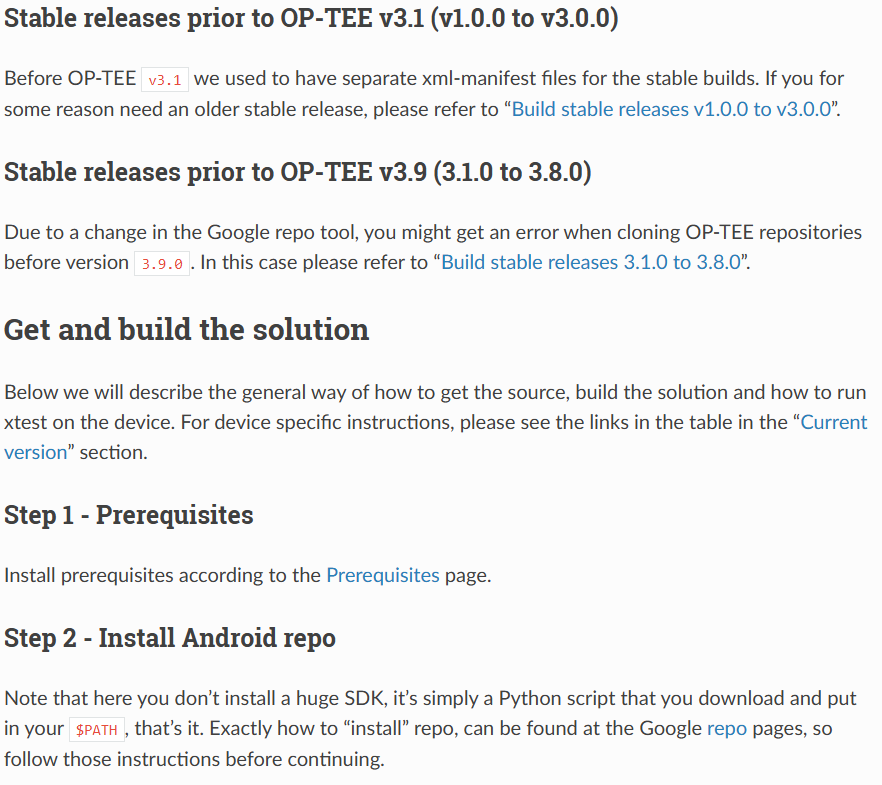 Stable releases prior to OP-TEE v3.1 (v1.0.0 to v3.0.0)
Before OP-TEE v3.1 we used to have separate xml-manifest files for the stable builds. If you for
some reason need an older stable release, please refer to “Build stable releases v1.0.0 to v3.0.0”.
Stable releases prior to OP-TEE v3.9 (3.1.0 to 3.8.0)
Due to a change in the Google repo tool, you might get an error when cloning OP-TEE repositories
before version 3.9.0. In this case please refer to “Build stable releases 3.1.0 to 3.8.0”.
Get and build the solution
Below we will describe the general way of how to get the source, build the solution and how to run
xtest on the device. For device specific instructions, please see the links in the table in the “Current
version” section.
Step 1 - Prerequisites
Install prerequisites according to the Prerequisites page.
Step 2 - Install Android repo
Note that here you don’t install a huge SDK, it’s simply a Python script that you download and put
in your $PATH, that’s it. Exactly how to “install” repo, can be found at the Google repo pages, so
follow those instructions before continuing.